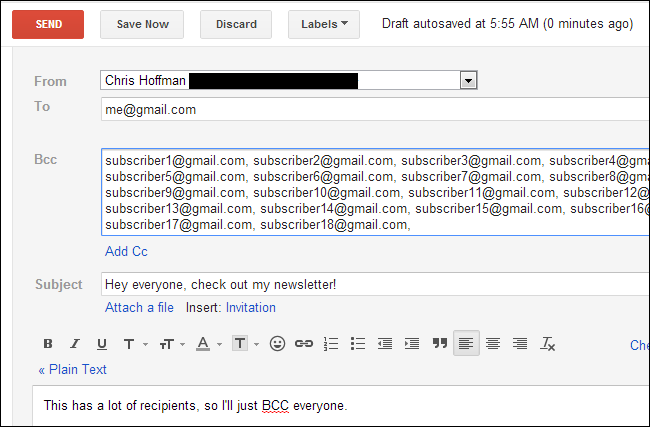 SEND Save Now Discard Labels Draft autosaved at 5:55 AM (0 minutes ago)
From Chris Hoffman
To me@gmail.com
Bcc subscriber1@gmail.com, subscriber2@gmail.com, subscriber3@gmail.com, subscriber4@gma
subscriber5@gmail.com, subscriber6@gmail.com, subscriber7@gmail.com, subscriber8@gma
subscriber9@gmail.com, subscriber10@gmail.com, subscriber11@gmail.com, subscriber12@
subscriber13@gmail.com, subscriber14@gmail.com, subscriber15@gmail.com, subscriber16@
subscriber17@gmail.com, subscriber18@gmail.com,
Add Cc
Subject Hey everyone, check out my newsletter!
Attach a file Insert: Invitation
B I U T TT A T Che
« Plain Text
This has a lot of recipients, so I'll just BCC everyone.